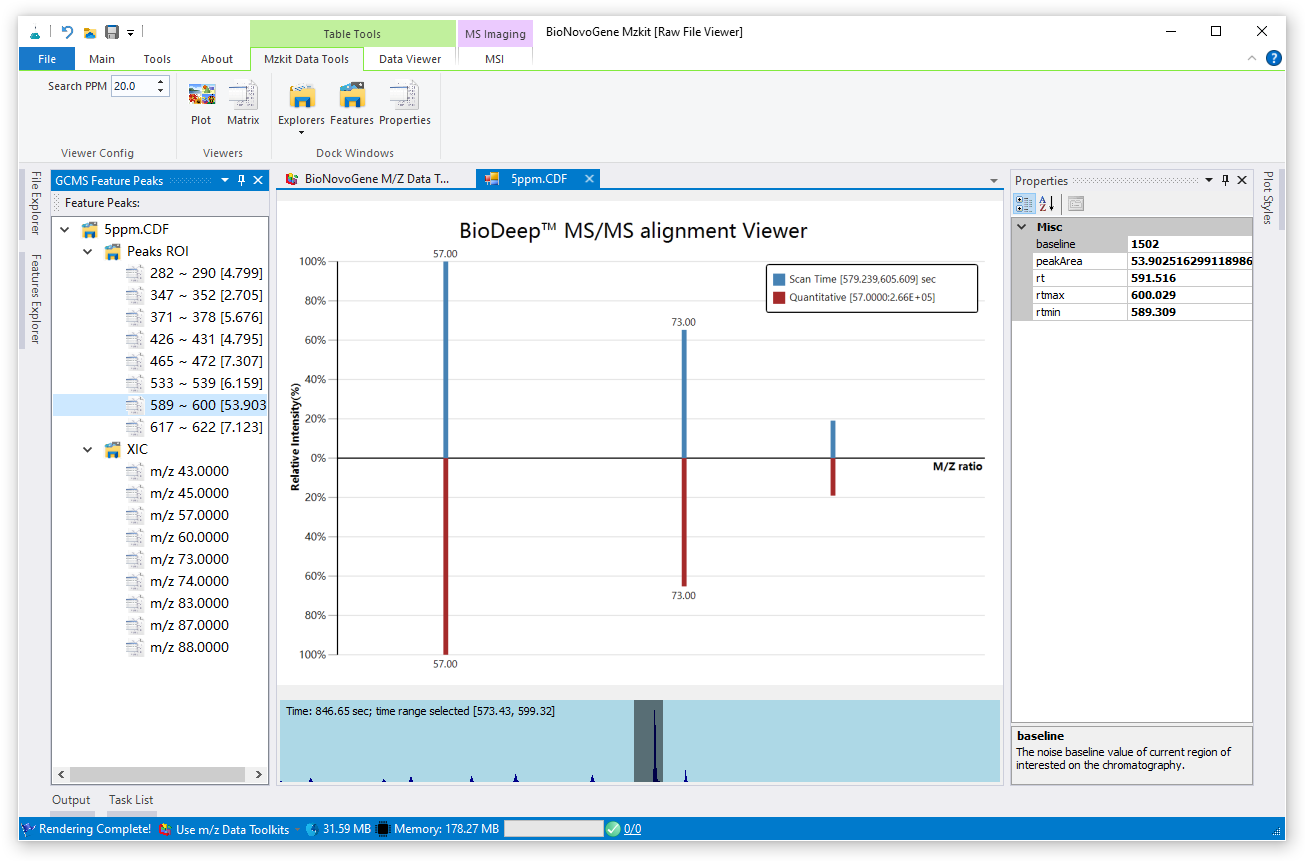 Table Tools
MS Imaging
BioNovoGene Mzkit [Raw File Viewer]
File
Main
Tools
About
Mzkit Data Tools
Data Viewer
MSI
?
Search PPM
20.0
Plot
Matrix
Explorers
Features
Properties
Viewer Config
Viewers
Dock Windows
File Explorer
Features Explorer
GCMS Feature Peaks
Feature Peaks:
5ppm.CDF
Peaks ROI
282 ~ 290 [4.799]
347 ~ 352 [2.705]
371 ~ 378 [5.676]
426 ~ 431 [4.795]
465 ~ 472 [7.307]
533 ~ 539 [6.159]
589 ~ 600 [53.903
617 ~ 622 [7.123]
XIC
m/z 43.0000
m/z 45.0000
m/z 57.0000
m/z 60.0000
m/z 73.0000
m/z 74.0000
m/z 83.0000
m/z 87.0000
m/z 88.0000
BioNovoGene M/Z Data T...
5ppm.CDF
BioDeep™ MS/MS alignment Viewer
57.00
73.00
Scan Time [579.239,605.609] sec
Quantitative [57.0000:2.66E+05]
100%
80%
60%
40%
20%
0%
20%
40%
60%
80%
100%
Relative Intensity(%)
M/Z ratio
73.00
57.00
Time: 846.65 sec; time range selected [573.43, 599.32]
Properties
A
Z
Misc
baseline 1502
peakArea 53.902516299118986
rt 591.516
rtmax 600.029
rtmin 589.309
baseline
The noise baseline value of current region of
interested on the chromatography.
Plot Styles
Output
Task List
Rendering Complete!
Use m/z Data Toolkits
31.59 MB
Memory: 178.27 MB
0/0